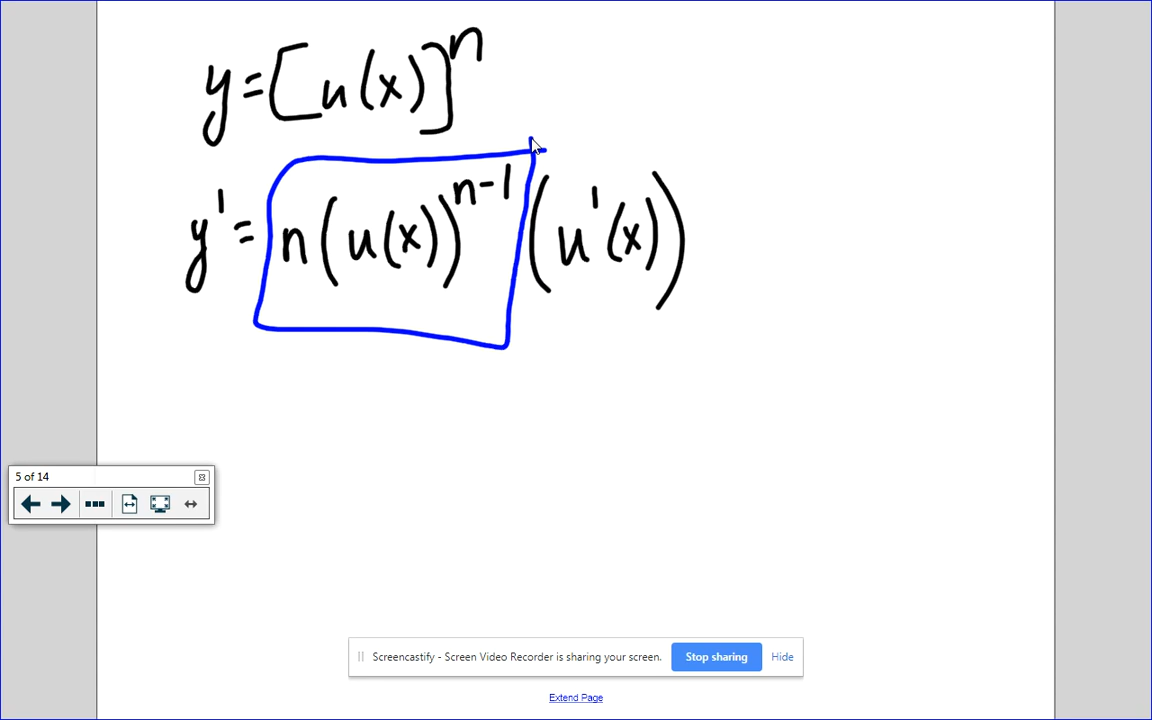 y=[u(x)]^n
y'=n(u(x))^{n-1}(u'(x))
5 of 14
Screencastify - Screen Video Recorder is sharing your screen. Stop sharing Hide
Extend Page